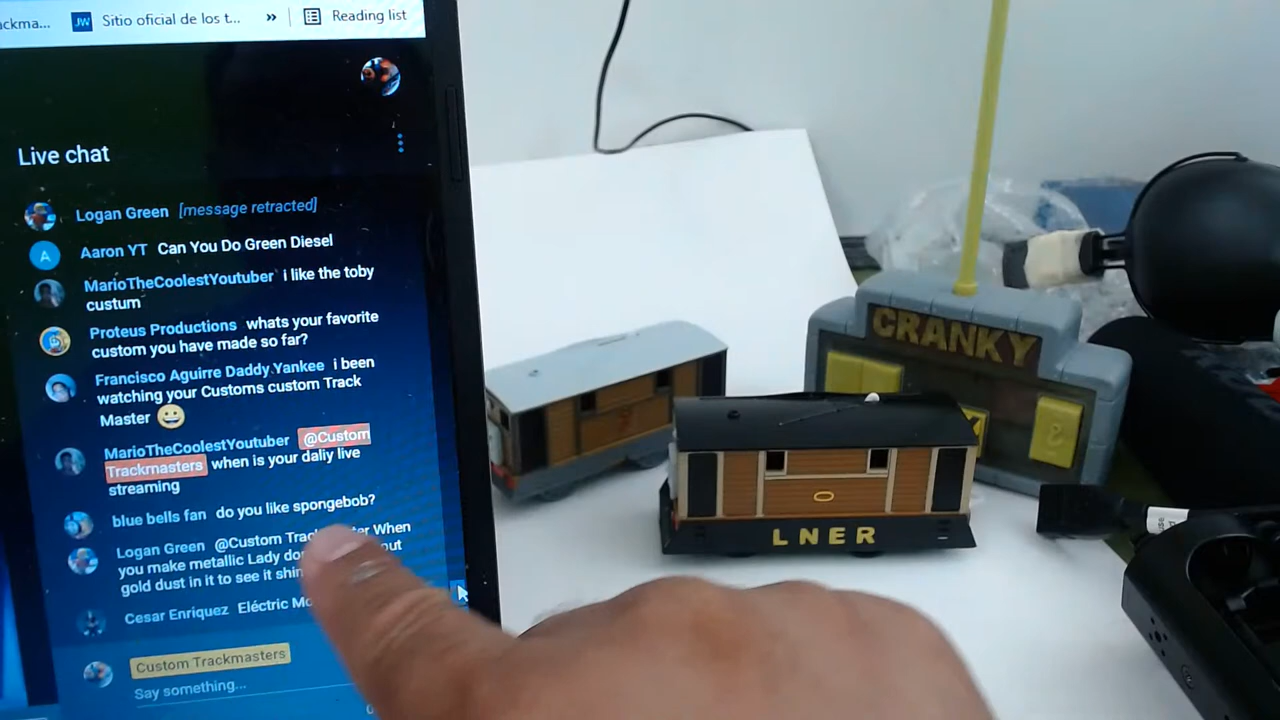 ackma...
JW
Sitio oficial de los t...
»
Reading list
Live chat
Logan Green [message retracted]
A
Aaron YT Can You Do Green Diesel
MarioTheCoolestYoutuber i like the toby
custum
Proteus Productions whats your favorite
custom you have made so far?
Francisco Aguirre Daddy Yankee i been
watching your Customs custom Track
Master
MarioTheCoolestYoutuber @Custom
Trackmasters when is your daliy live
streaming
blue bells fan do you like spongebob?
Logan Green @Custom When
you make metallic Lady
gold dust in it to see it
Cesar Enriquez Eléctric
Custom Trackmasters
Say something...
CRANKY
LNER